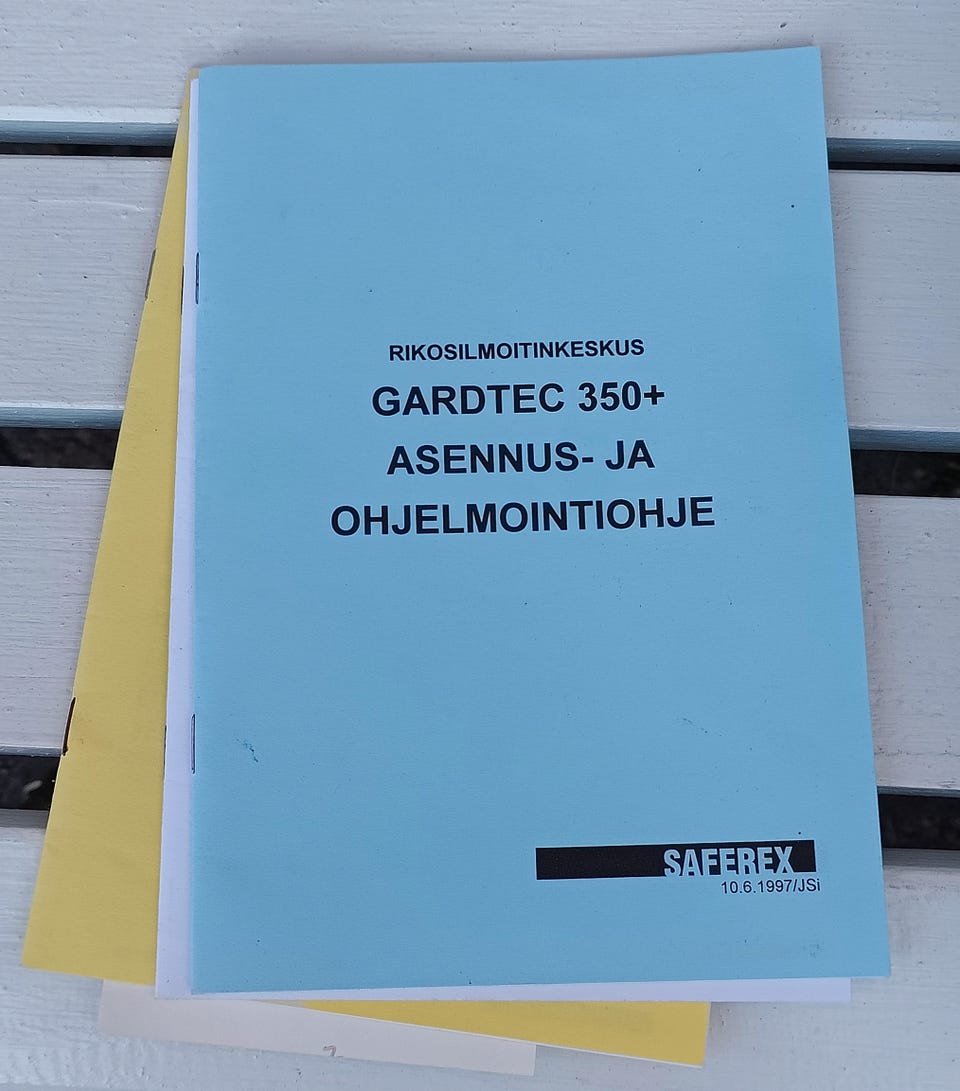 RIKOSILMOITINKESKUS
GARDTEC 350+
ASENNUS- JA
OHJELMOINTIOHJE
SAFEREX
10.6.1997/JSi